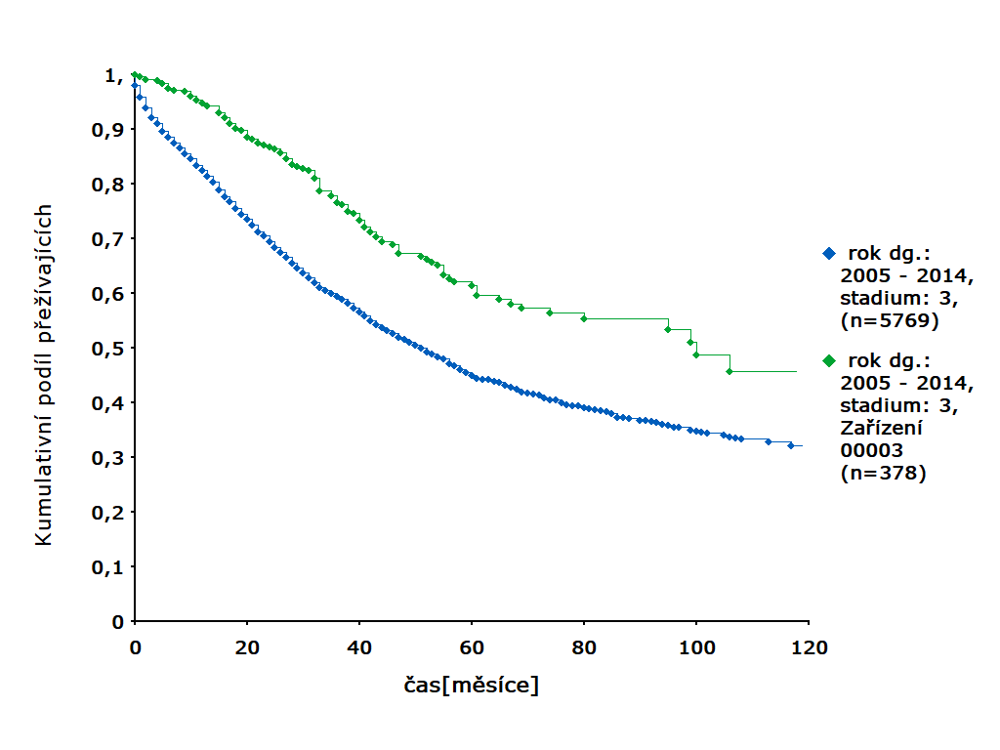 Kumulativní podíl přežívajících
1,
0,9
0,8
0,7
0,6
0,5
0,4
0,3
0,2
0,1
0
0 20 40 60 80 100 120
čas[měsíce]
rok dg.:
2005 - 2014,
stadium: 3,
(n=5769)
rok dg.:
2005 - 2014,
stadium: 3,
Zařízení
00003
(n=378)